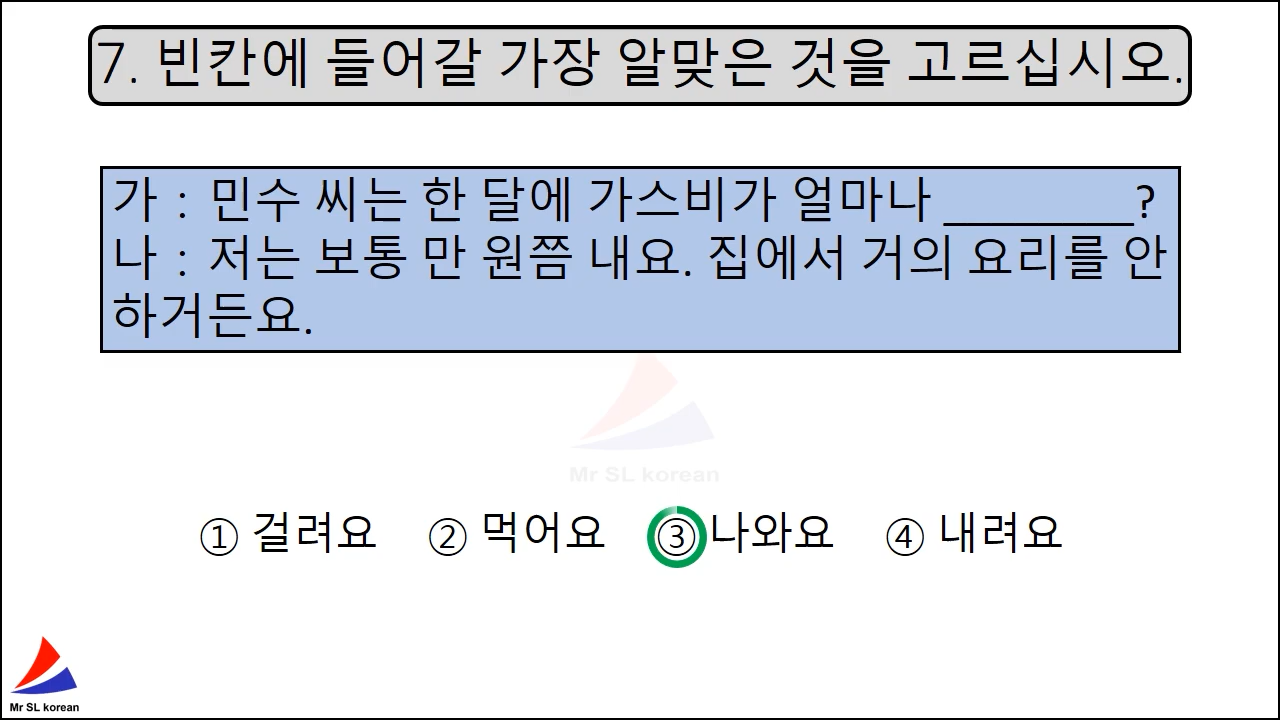 7. 빈칸에 들어갈 가장 알맞은 것을 고르십시오.
가 : 민수 씨는 한 달에 가스비가 얼마나 ________?
나 : 저는 보통 만 원쯤 내요. 집에서 거의 요리를 안
하거든요.
Mr SL korean
① 걸려요 ② 먹어요 ③ 나와요 ④ 내려요
Mr SL korean